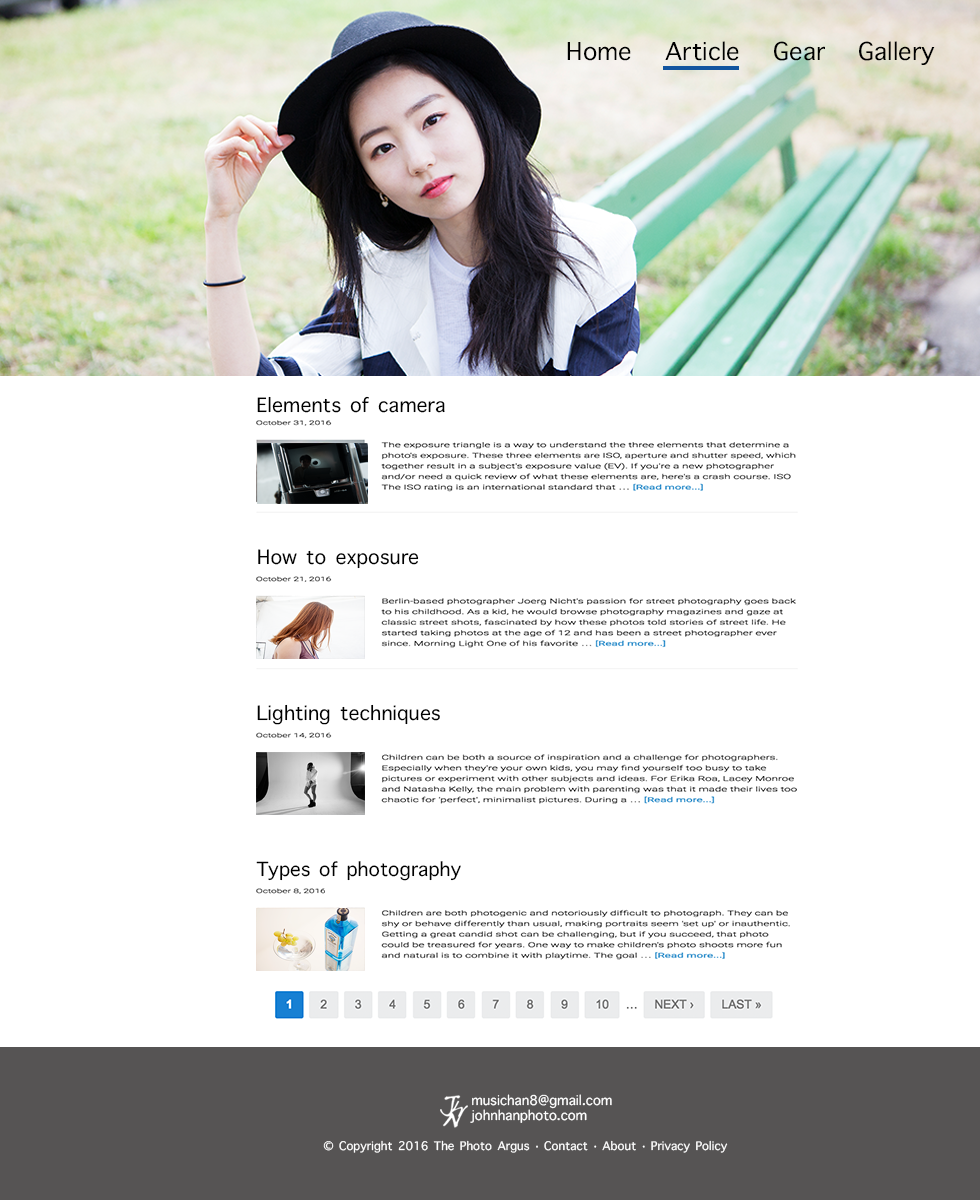 Home Article Gear Gallery
Elements of camera
October 31, 2016
The exposure triangle is a way to understand the three elements that determine a
photo's exposure. These three elements are ISO, aperture and shutter speed, which
together result in a subject's exposure value (EV). If you're a new photographer
and/or need a quick review of what these elements are, here's a crash course. ISO
The ISO rating is an international standard that … [Read more...]
How to exposure
October 21, 2016
Berlin-based photographer Joerg Nicht's passion for street photography goes back
to his childhood. As a kid, he would browse photography magazines and gaze at
classic street shots, fascinated by how these photos told stories of street life. He
started taking photos at the age of 12 and has been a street photographer ever
since. Morning Light One of his favorite … [Read more...]
Lighting techniques
October 14, 2016
Children can be both a source of inspiration and a challenge for photographers.
Especially when they're your own kids, you may find yourself too busy to take
pictures or experiment with other subjects and ideas. For Erika Roa, Lacey Monroe
and Natasha Kelly, the main problem with parenting was that it made their lives too
chaotic for 'perfect', minimalist pictures. During a … [Read more...]
Types of photography
October 8, 2016
Children are both photogenic and notoriously difficult to photograph. They can be
shy or behave differently than usual, making portraits seem 'set up' or inauthentic.
Getting a great candid shot can be challenging, but if you succeed, that photo
could be treasured for years. One way to make children's photo shoots more fun
and natural is to combine it with playtime. The goal … [Read more...]
1 2 3 4 5 6 7 8 9 10 ... NEXT › LAST »
musichan8@gmail.com
johnhanphoto.com
© Copyright 2016 The Photo Argus · Contact · About · Privacy Policy